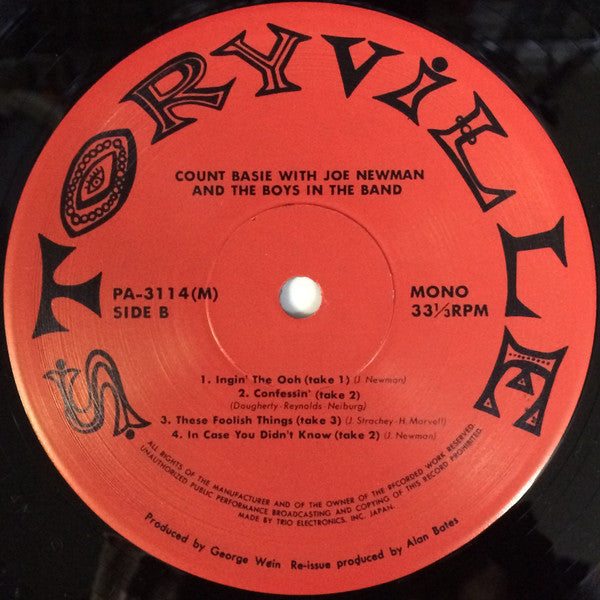 STORYVILLE
COUNT BASIE WITH JOE NEWMAN
AND THE BOYS IN THE BAND
PA-3114(M)
SIDE B
MONO
33⅓RPM
1. Ingin' The Ooh (take 1) (J. Newman)
2. Confessin' (take 2)
(Daugherty-Reynolds-Neiburg)
3. These Foolish Things (take 3) (J. Strachey-H. Marvell)
4. In Case You Didn't Know (take 2) (J. Newman)
ALL RIGHTS OF THE MANUFACTURER AND OF THE OWNER OF THE RECORDED WORK RESERVED.
UNAUTHORIZED PUBLIC PERFORMANCE BROADCASTING AND COPYING OF THIS RECORD PROHIBITED.
MADE BY TRIO ELECTRONICS, INC. JAPAN.
Produced by George Wein Re-issue produced by Alan Bates